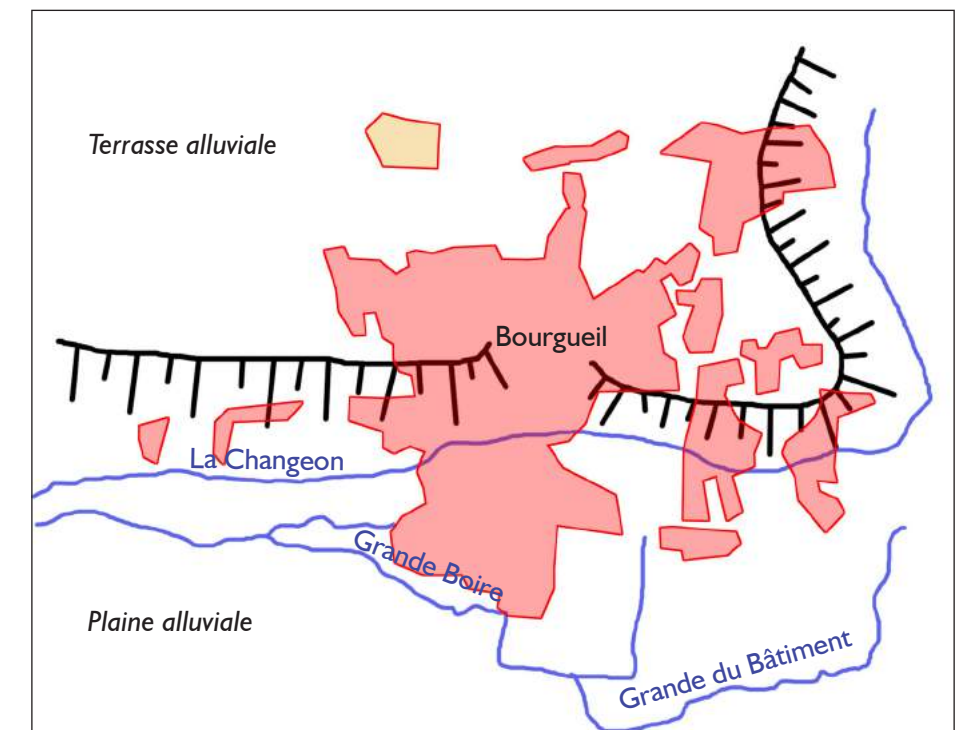 Terrasse alluviale
Bourgueil
La Changeon
Grande Boire
Plaine alluviale
Grande du Bâtiment